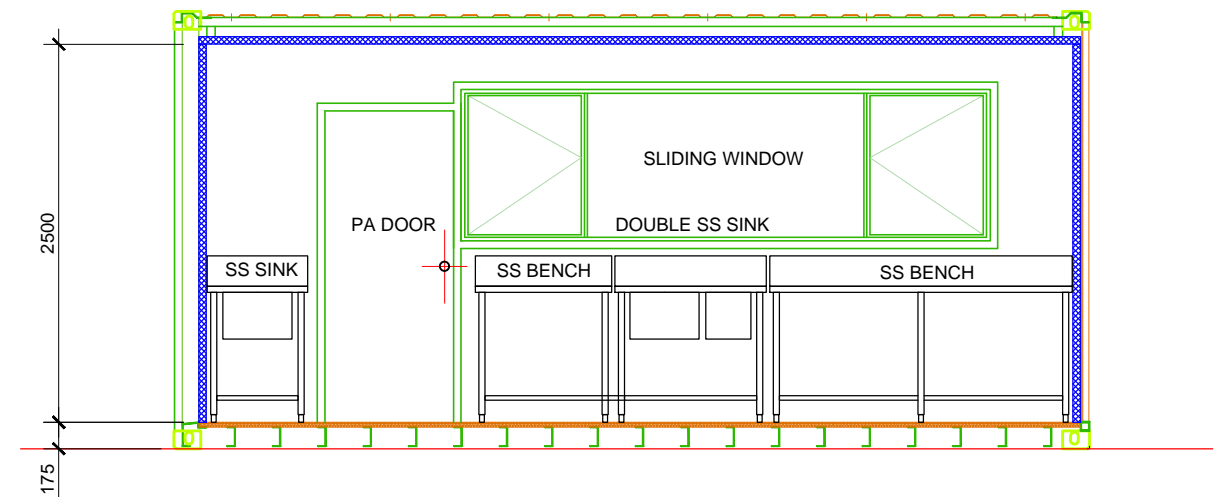 SLIDING WINDOW
PA DOOR
DOUBLE SS SINK
2500
SS SINK
SS BENCH
SS BENCH
175